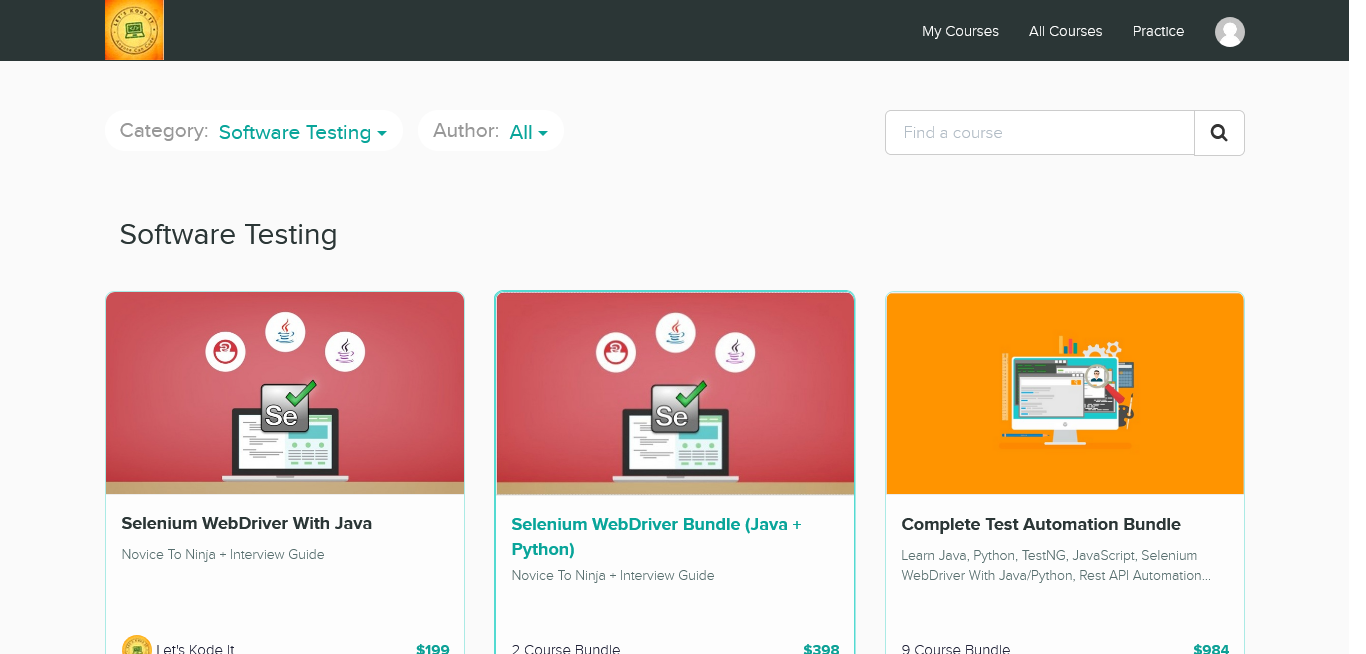 LET'S KODE IT
My Courses
All Courses
Practice
Category: Software Testing
Author: All
Find a course
Software Testing
Se
Se
Selenium WebDriver With Java
Novice To Ninja + Interview Guide
Let's Kode It
$199
Selenium WebDriver Bundle (Java +
Python)
Novice To Ninja + Interview Guide
2 Course Bundle
$398
Complete Test Automation Bundle
Learn Java, Python, TestNG, JavaScript, Selenium
WebDriver With Java/Python, Rest API Automation...
9 Course Bundle
$984